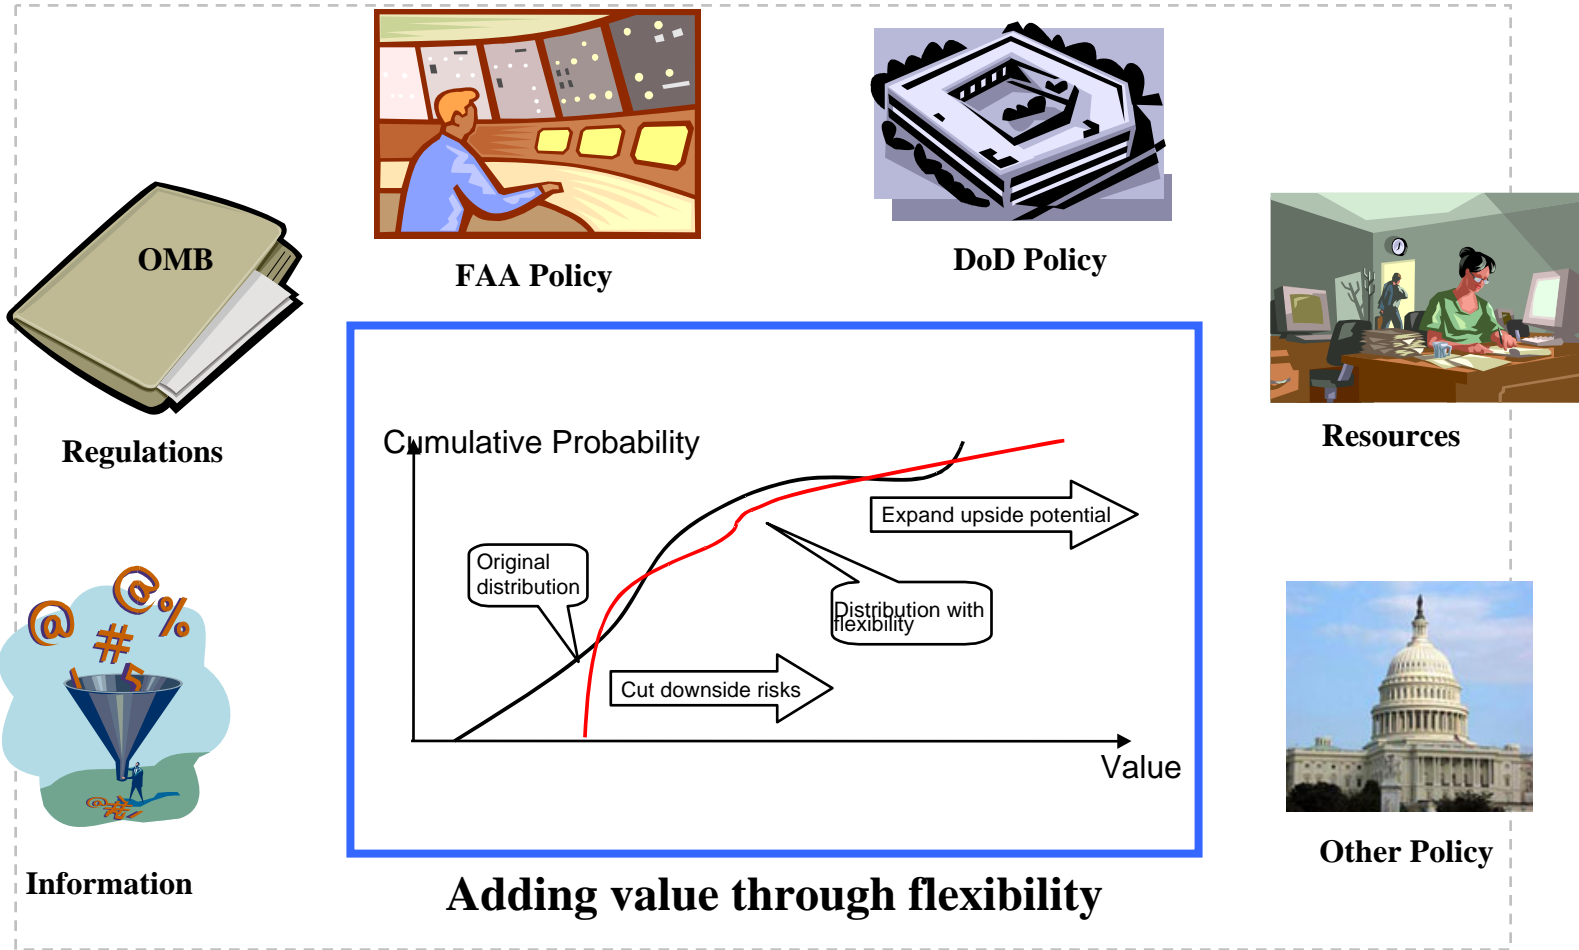 OMB
FAA Policy
DoD Policy
Regulations
Resources
Cumulative Probability
Expand upside potential
Original
distribution
Distribution with
flexibility
Cut downside risks
Value
@
@
%
#
5
@#
Information
Other Policy
Adding value through flexibility